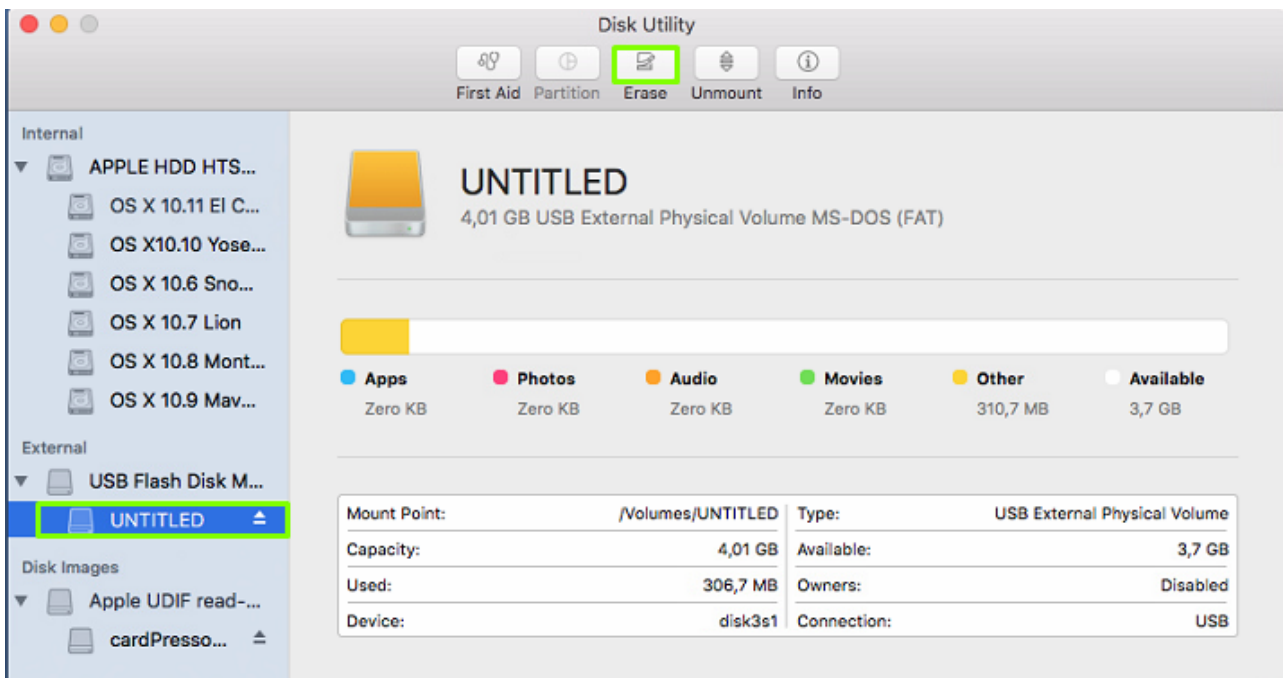 Disk Utility
First Aid Partition Erase Unmount Info
Internal
APPLE HDD HTS...
OS X 10.11 El C...
OS X10.10 Yose...
OS X 10.6 Sno...
OS X 10.7 Lion
OS X 10.8 Mont...
OS X 10.9 Mav...
External
USB Flash Disk M...
UNTITLED
Disk Images
Apple UDIF read-...
cardPresso...
UNTITLED
4,01 GB USB External Physical Volume MS-DOS (FAT)
Apps Photos Audio Movies Other Available
Zero KB Zero KB Zero KB Zero KB 310,7 MB 3,7 GB
Mount Point: /Volumes/UNTITLED Type: USB External Physical Volume
Capacity: 4,01 GB Available: 3,7 GB
Used: 306,7 MB Owners: Disabled
Device: disk3s1 Connection: USB